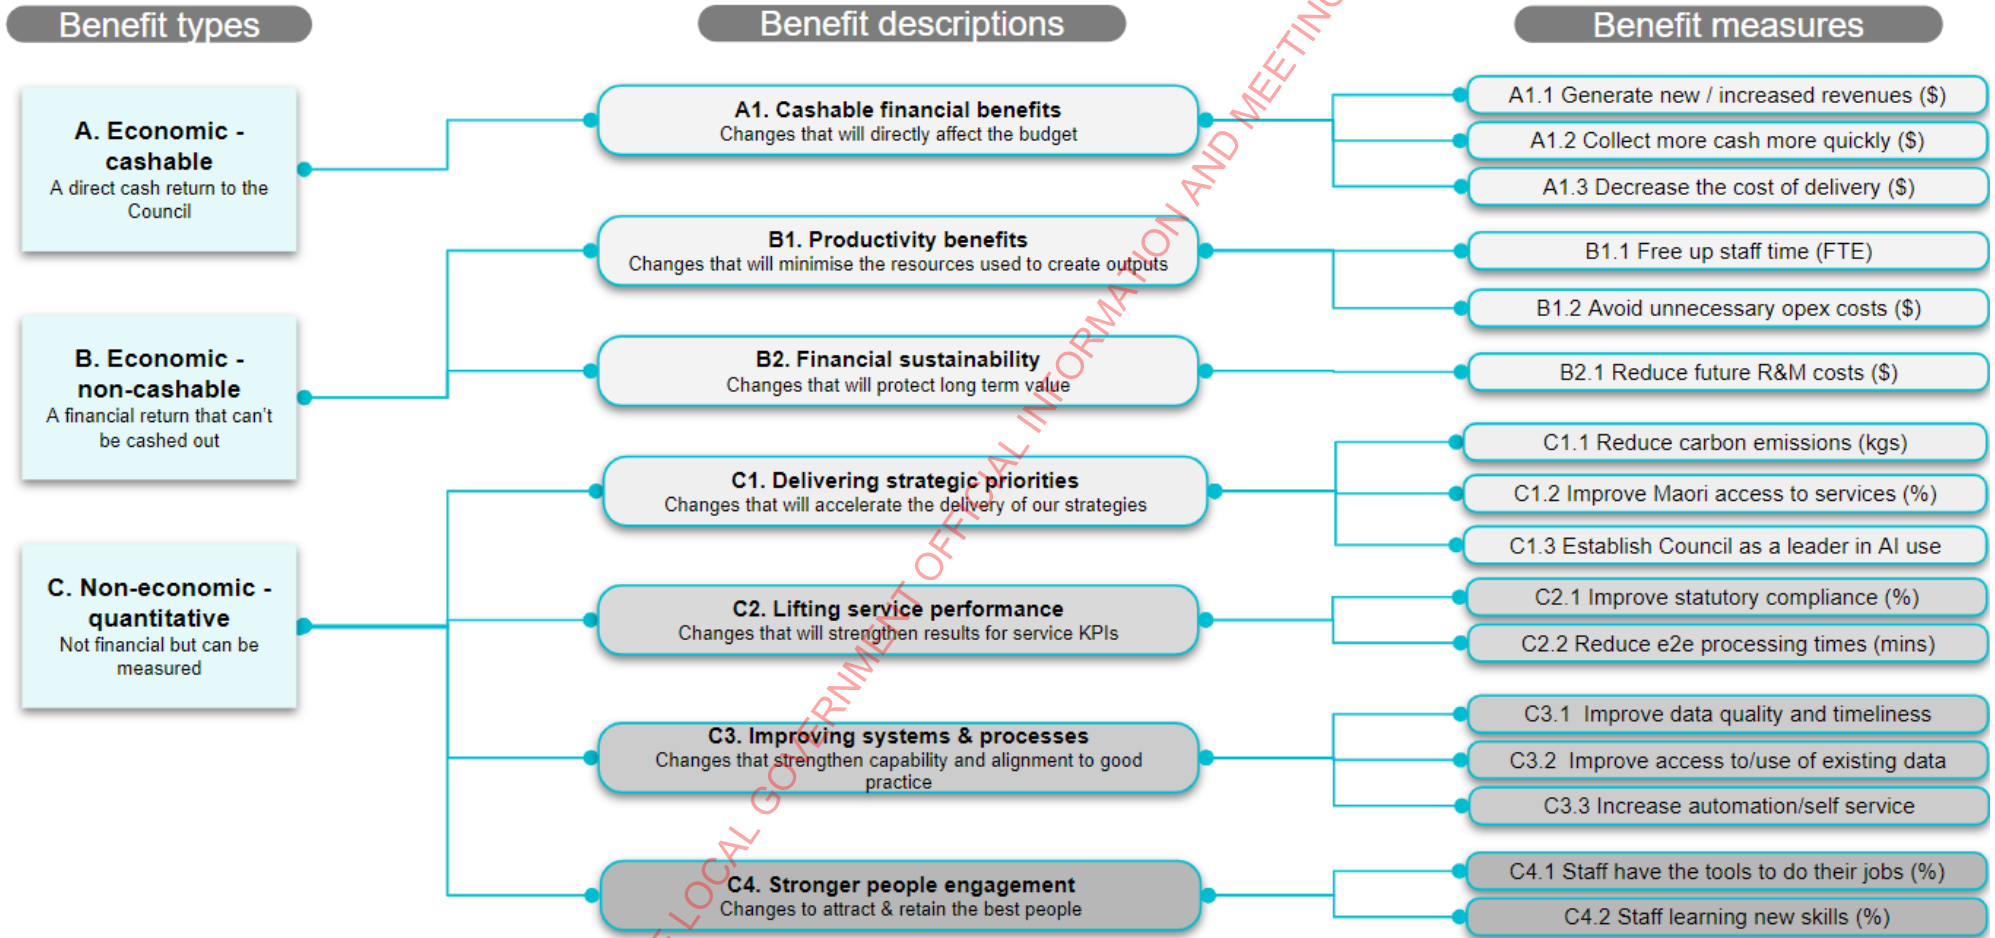 Benefit types
Benefit descriptions
Benefit measures
A. Economic -
cashable
A direct cash return to the
Council
B. Economic -
non-cashable
A financial return that can't
be cashed out
C. Non-economic -
quantitative
Not financial but can be
measured
A1. Cashable financial benefits
Changes that will directly affect the budget
B1. Productivity benefits
Changes that will minimise the resources used to create outputs
B2. Financial sustainability
Changes that will protect long term value
C1. Delivering strategic priorities
Changes that will accelerate the delivery of our strategies
C2. Lifting service performance
Changes that will strengthen results for service KPIs
C3. Improving systems & processes
Changes that strengthen capability and alignment to good
practice
C4. Stronger people engagement
Changes to attract & retain the best people
A1.1 Generate new / increased revenues ($)
A1.2 Collect more cash more quickly ($)
A1.3 Decrease the cost of delivery ($)
B1.1 Free up staff time (FTE)
B1.2 Avoid unnecessary opex costs ($)
B2.1 Reduce future R&M costs ($)
C1.1 Reduce carbon emissions (kgs)
C1.2 Improve Maori access to services (%)
C1.3 Establish Council as a leader in AI use
C2.1 Improve statutory compliance (%)
C2.2 Reduce e2e processing times (mins)
C3.1 Improve data quality and timeliness
C3.2 Improve access to/use of existing data
C3.3 Increase automation/self service
C4.1 Staff have the tools to do their jobs (%)
C4.2 Staff learning new skills (%)
LOCAL GOVERNMENT OFFICIAL INFORMATION AND MEETING